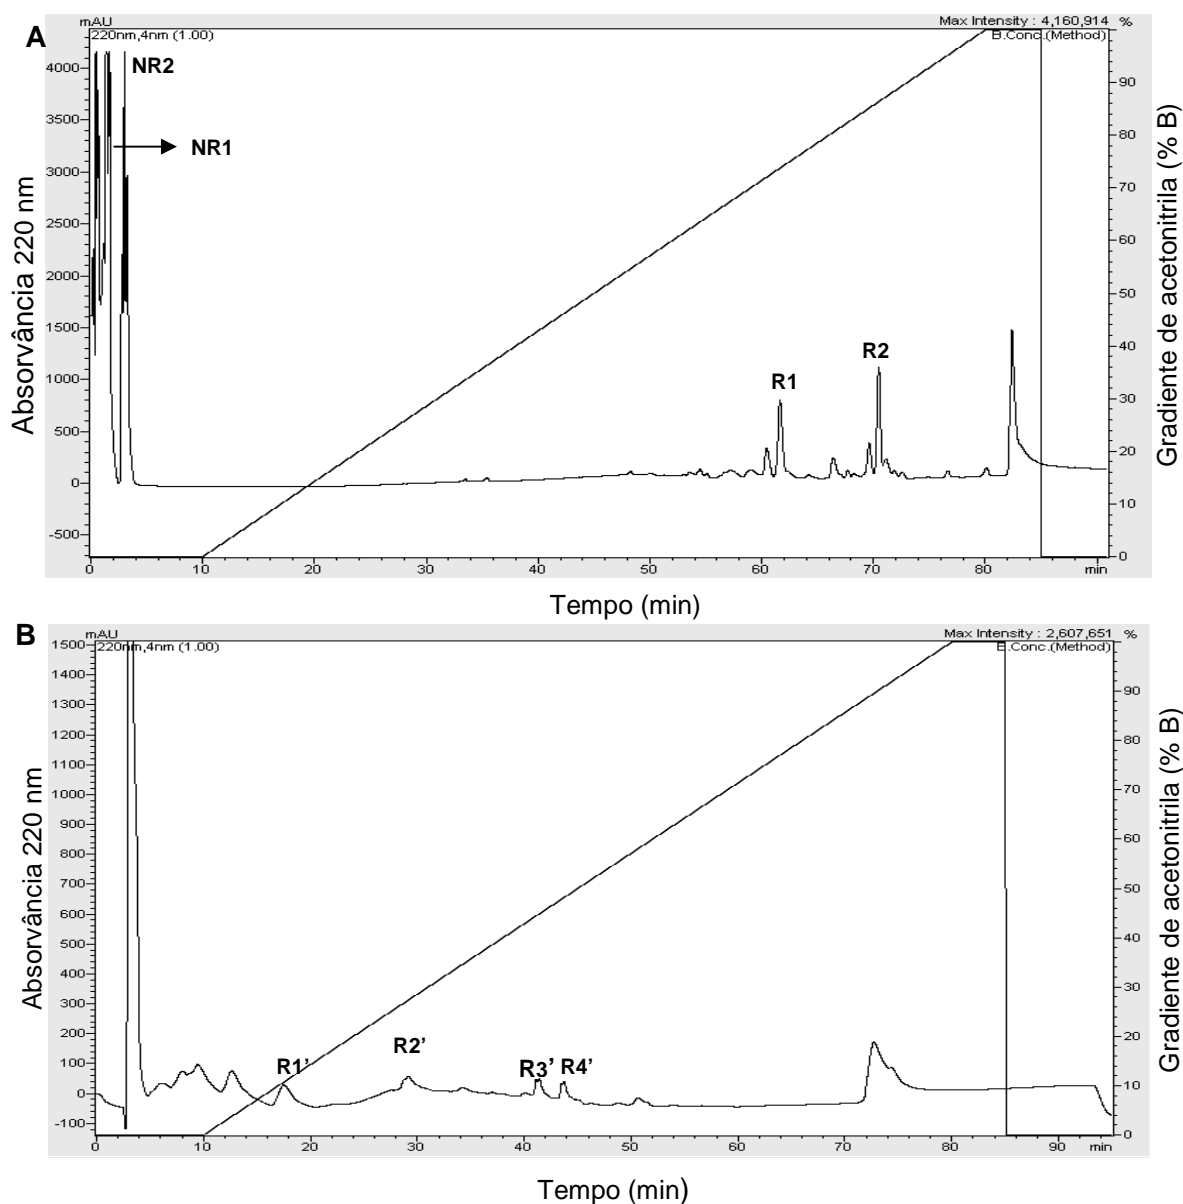 A
mAU
Max Intensity : 4,160,914 %
220nm,4nm (1.00)
B.Conc.(Method)
NR2
NR1
R1
R2
4000
3500
3000
2500
2000
1500
1000
500
0
-500
90
80
70
60
50
40
30
20
10
0
0 10 20 30 40 50 60 70 80 min
Absorvância 220 nm
Gradiente de acetonitrila (% B)
Tempo (min)
B
mAU
Max Intensity : 2,607,651 %
220nm,4nm (1.00)
B.Conc.(Method)
R1’
R2’
R3’
R4’
1500
1400
1300
1200
1100
1000
900
800
700
600
500
400
300
200
100
0
-100
90
80
70
60
50
40
30
20
10
0
0 10 20 30 40 50 60 70 80 90 min
Absorvância 220 nm
Gradiente de acetonitrila (% B)
Tempo (min)